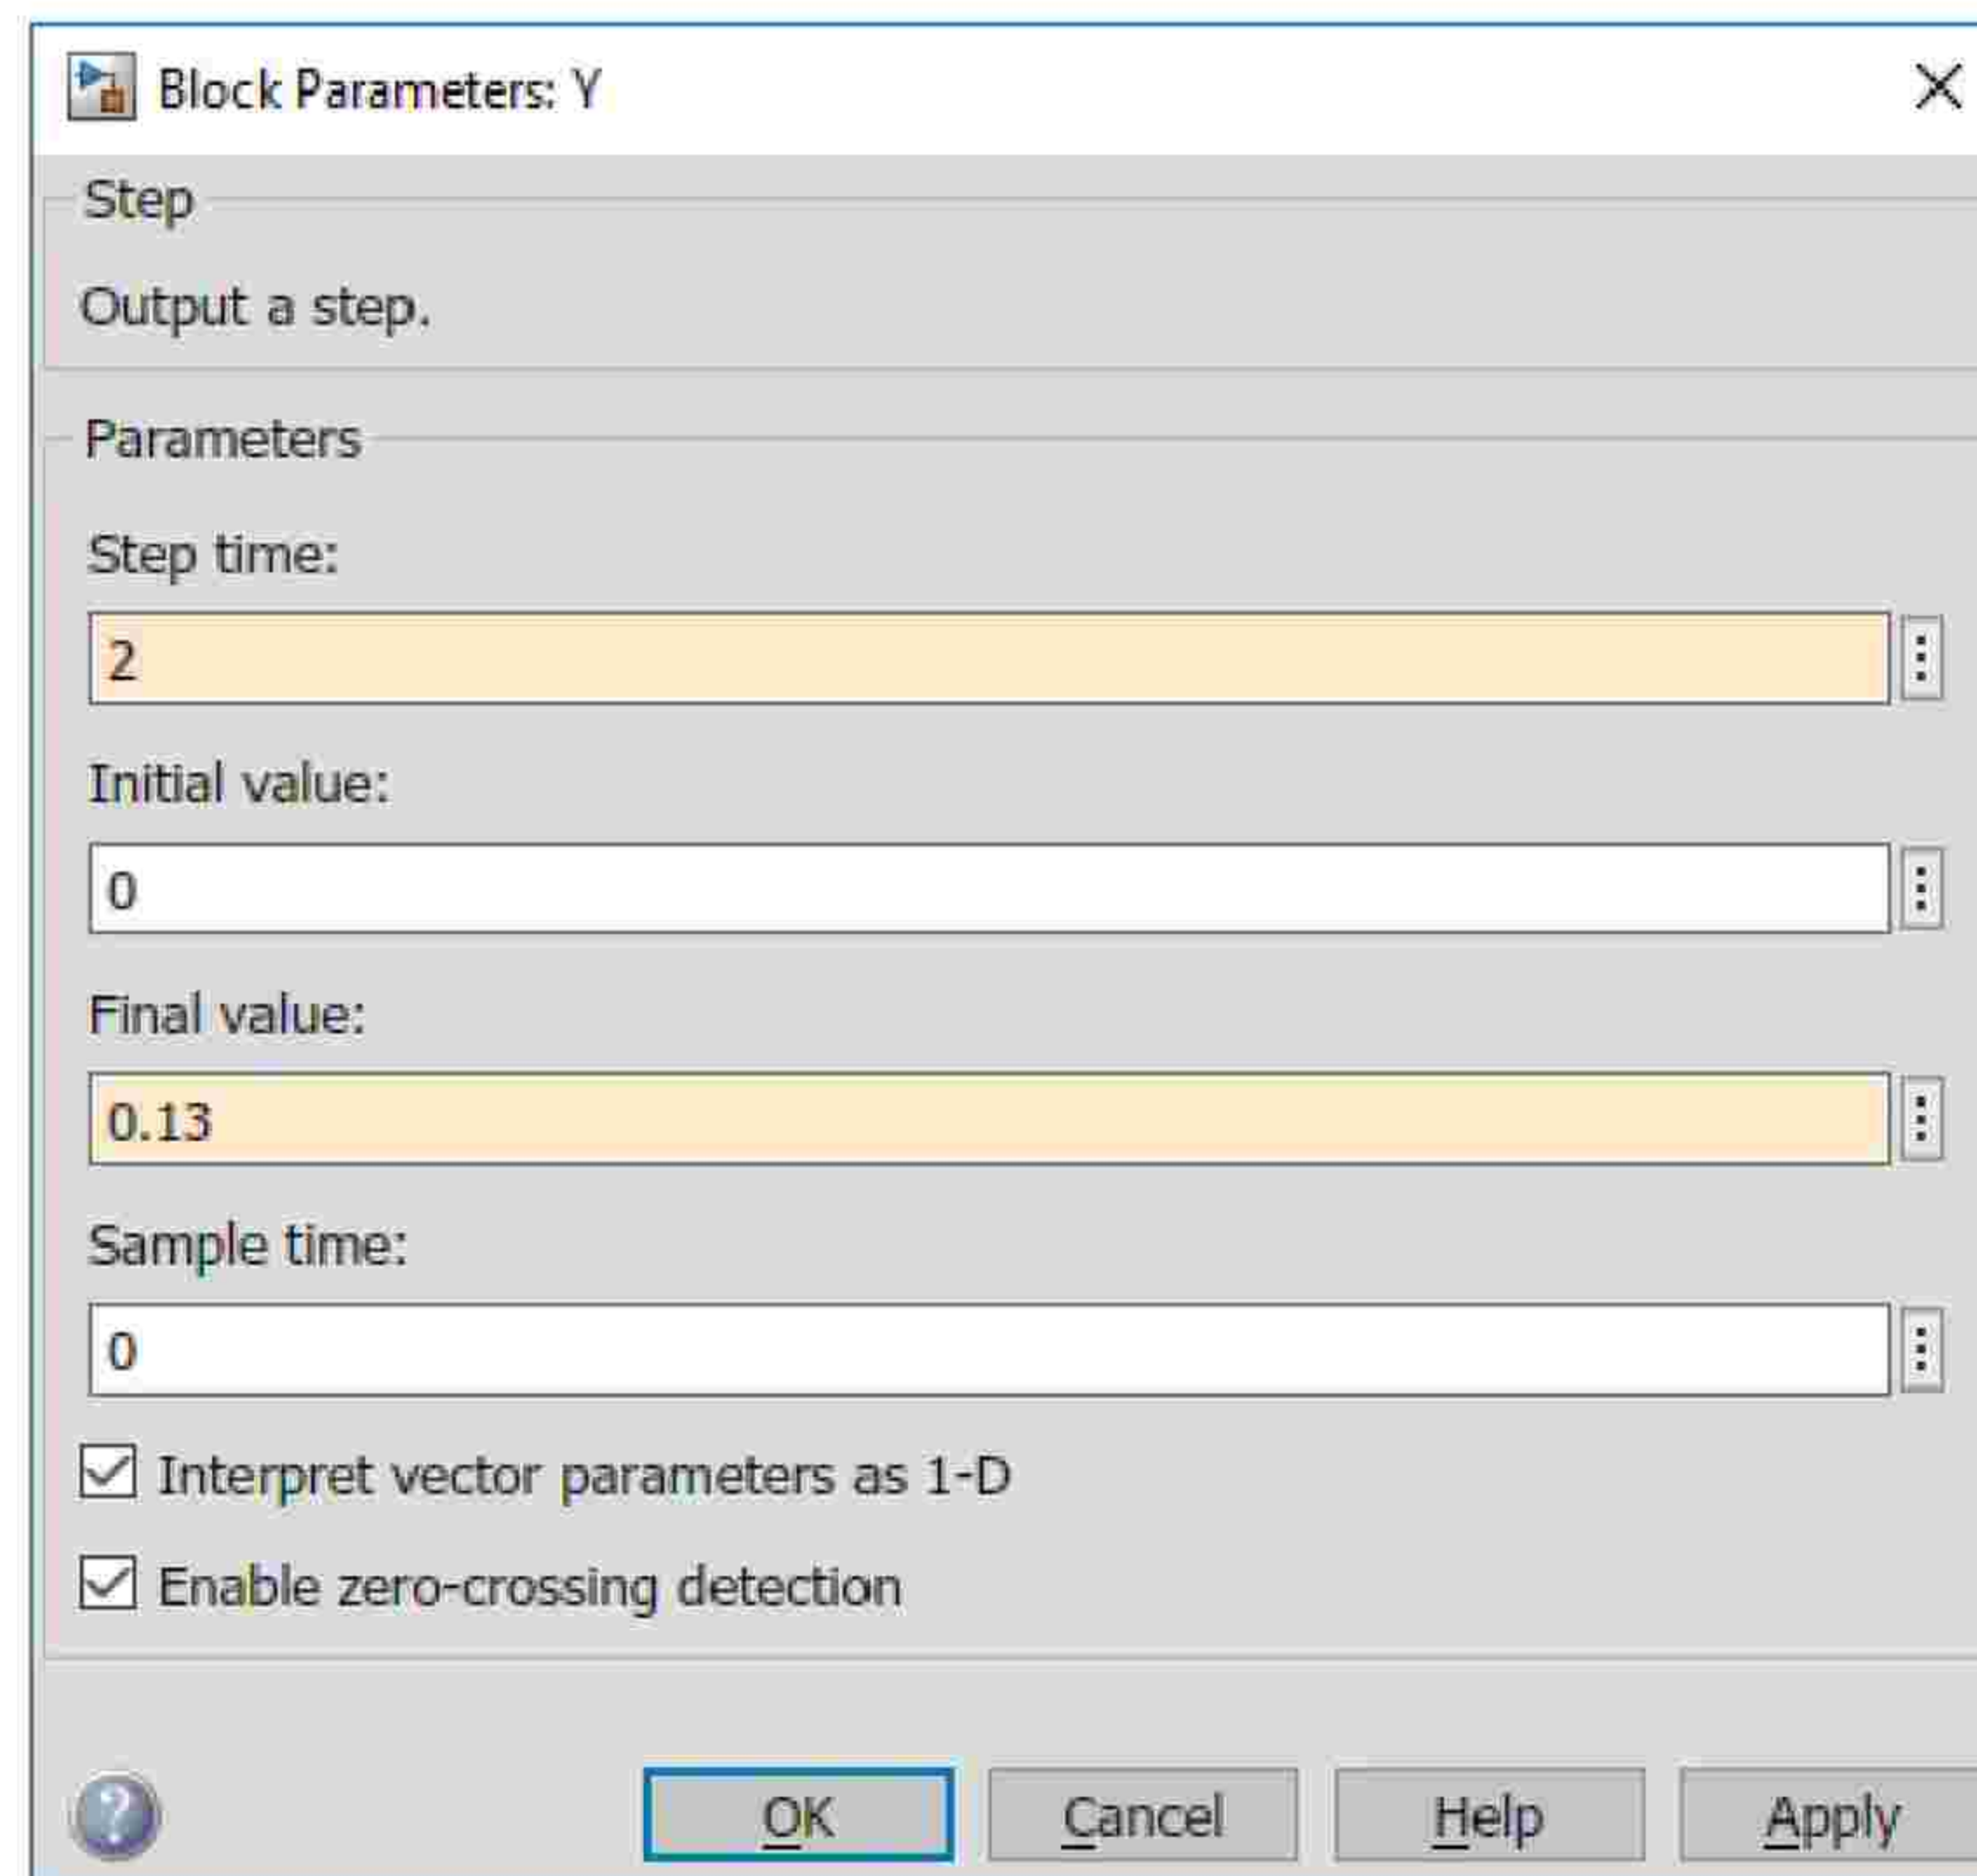 Block Parameters: Y
Step
Output a step.
Parameters
Step time:
2
Initial value:
0
Final value:
0.13
Sample time:
0
Interpret vector parameters as 1-D
Enable zero-crossing detection
OK Cancel Help Apply